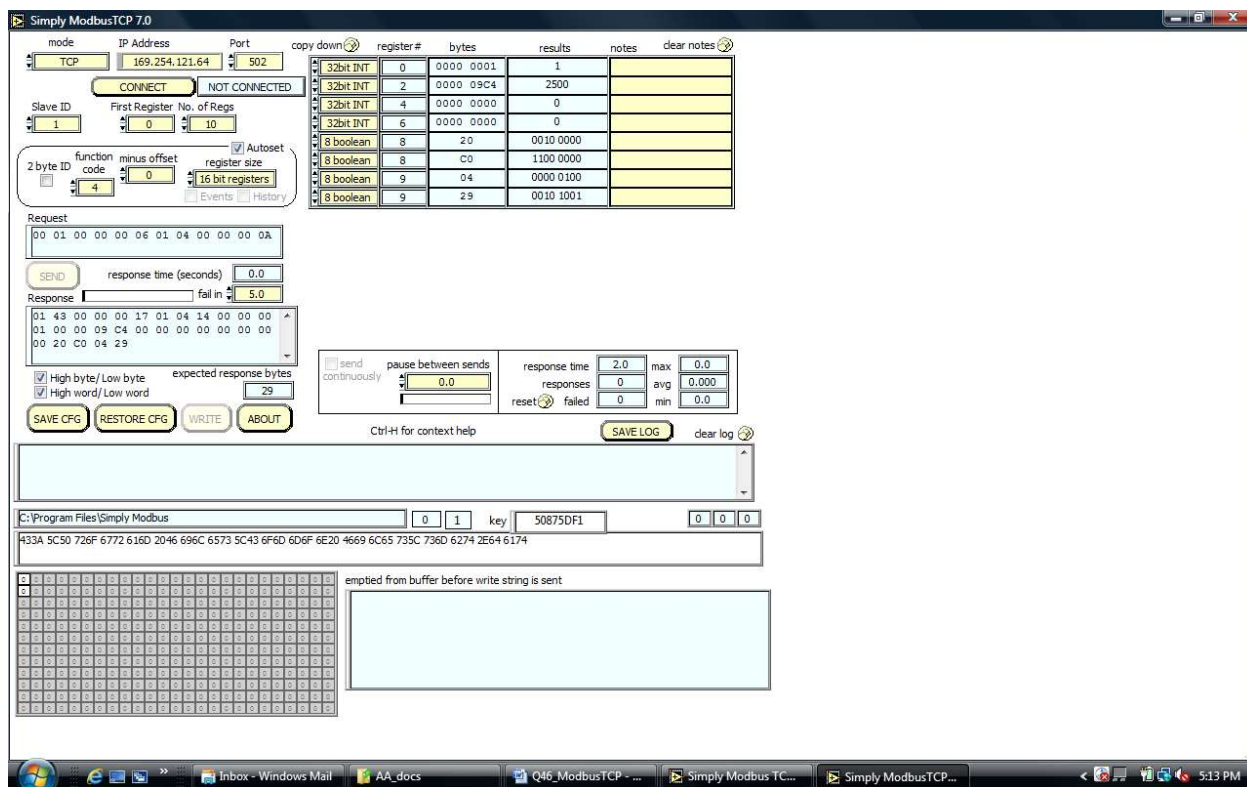 Simply ModbusTCP 7.0
mode IP Address Port
TCP 169.254.121.64 502
CONNECT NOT CONNECTED
Slave ID First Register No. of Regs
1 0 10
Autoset
2 byte ID function code minus offset register size
4 0 16 bit registers
Events History
copy down register # bytes results notes clear notes
32bit INT 0 0000 0001 1
32bit INT 2 0000 09C4 2500
32bit INT 4 0000 0000 0
32bit INT 6 0000 0000 0
8 boolean 8 20 0010 0000
8 boolean 8 C0 1100 0000
8 boolean 9 04 0000 0100
8 boolean 9 29 0010 1001
Request
00 01 00 00 00 06 01 04 00 00 00 0A
SEND response time (seconds) 0.0
Response fail in 5.0
01 43 00 00 00 17 01 04 14 00 00 00
01 00 00 09 C4 00 00 00 00 00 00 00
00 20 C0 04 29
High byte/Low byte expected response bytes
High word/Low word 29
SAVE CFG RESTORE CFG WRITE ABOUT
send continuously pause between sends
0.0
response time 2.0 max 0.0
responses 0 avg 0.000
reset failed 0 min 0.0
Ctrl-H for context help SAVE LOG clear log
C:\Program Files\Simply Modbus 0 1 key 50875DF1 0 0 0
433A 5C50 726F 6772 616D 2046 696C 6573 5C43 6F6D 6D6F 6E20 4669 6C65 735C 736D 6274 2E64 6174
emptied from buffer before write string is sent
Inbox - Windows Mail AA_docs Q46_ModbusTCP - ... Simply Modbus TC... Simply ModbusTCP... 5:13 PM